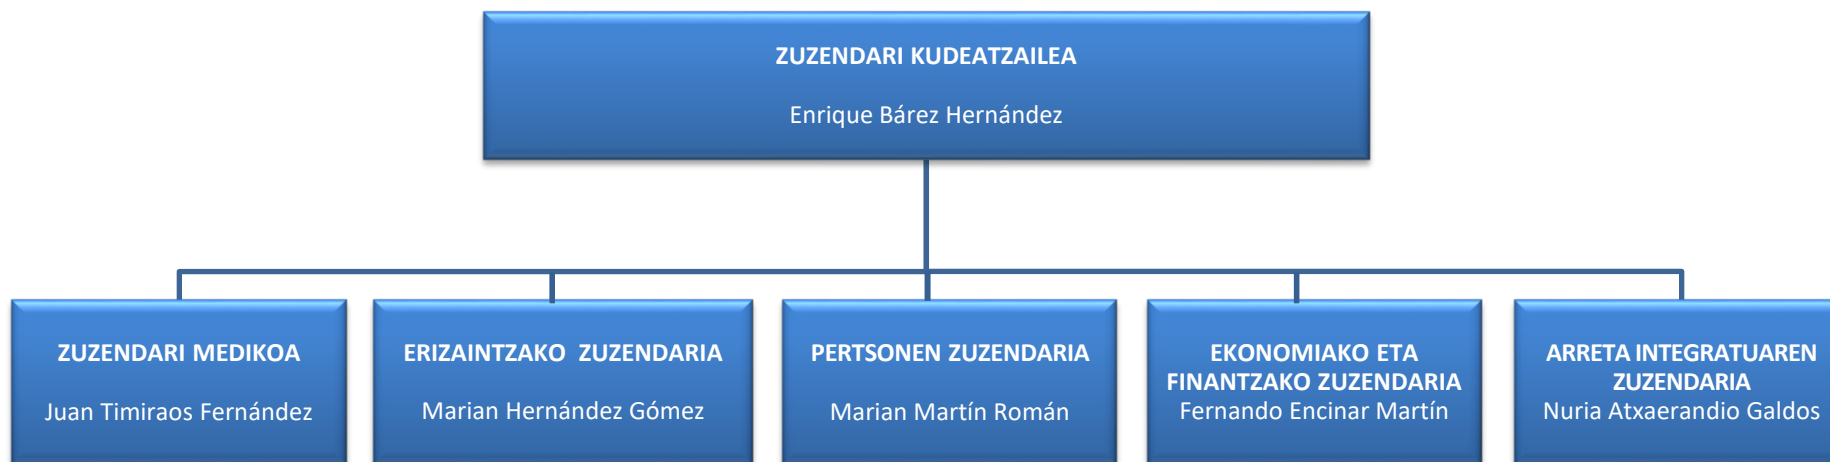 ZUZENDARI KUDEATZAILEA
Enrique Bárez Hernández
ZUZENDARI MEDIKOA
Juan Timiraos Fernández
ERIZAINTZAKO ZUZENDARIA
Marian Hernández Gómez
PERTSONEN ZUZENDARIA
Marian Martín Román
EKONOMIAKO ETA
FINANTZAKO ZUZENDARIA
Fernando Encinar Martín
ARRETA INTEGRATUAREN
ZUZENDARIA
Nuria Atxaerandio Galdos